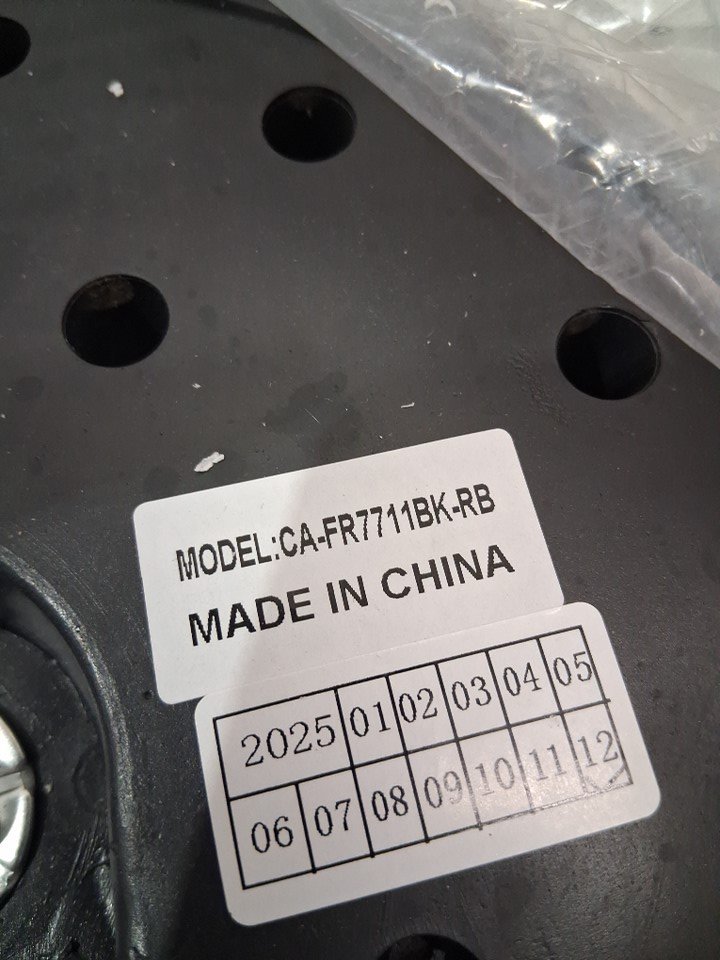 MODEL:CA-FR7711BK-RB
MADE IN CHINA
2025 01 02 03 04 05
06 07 08 09 10 11 12